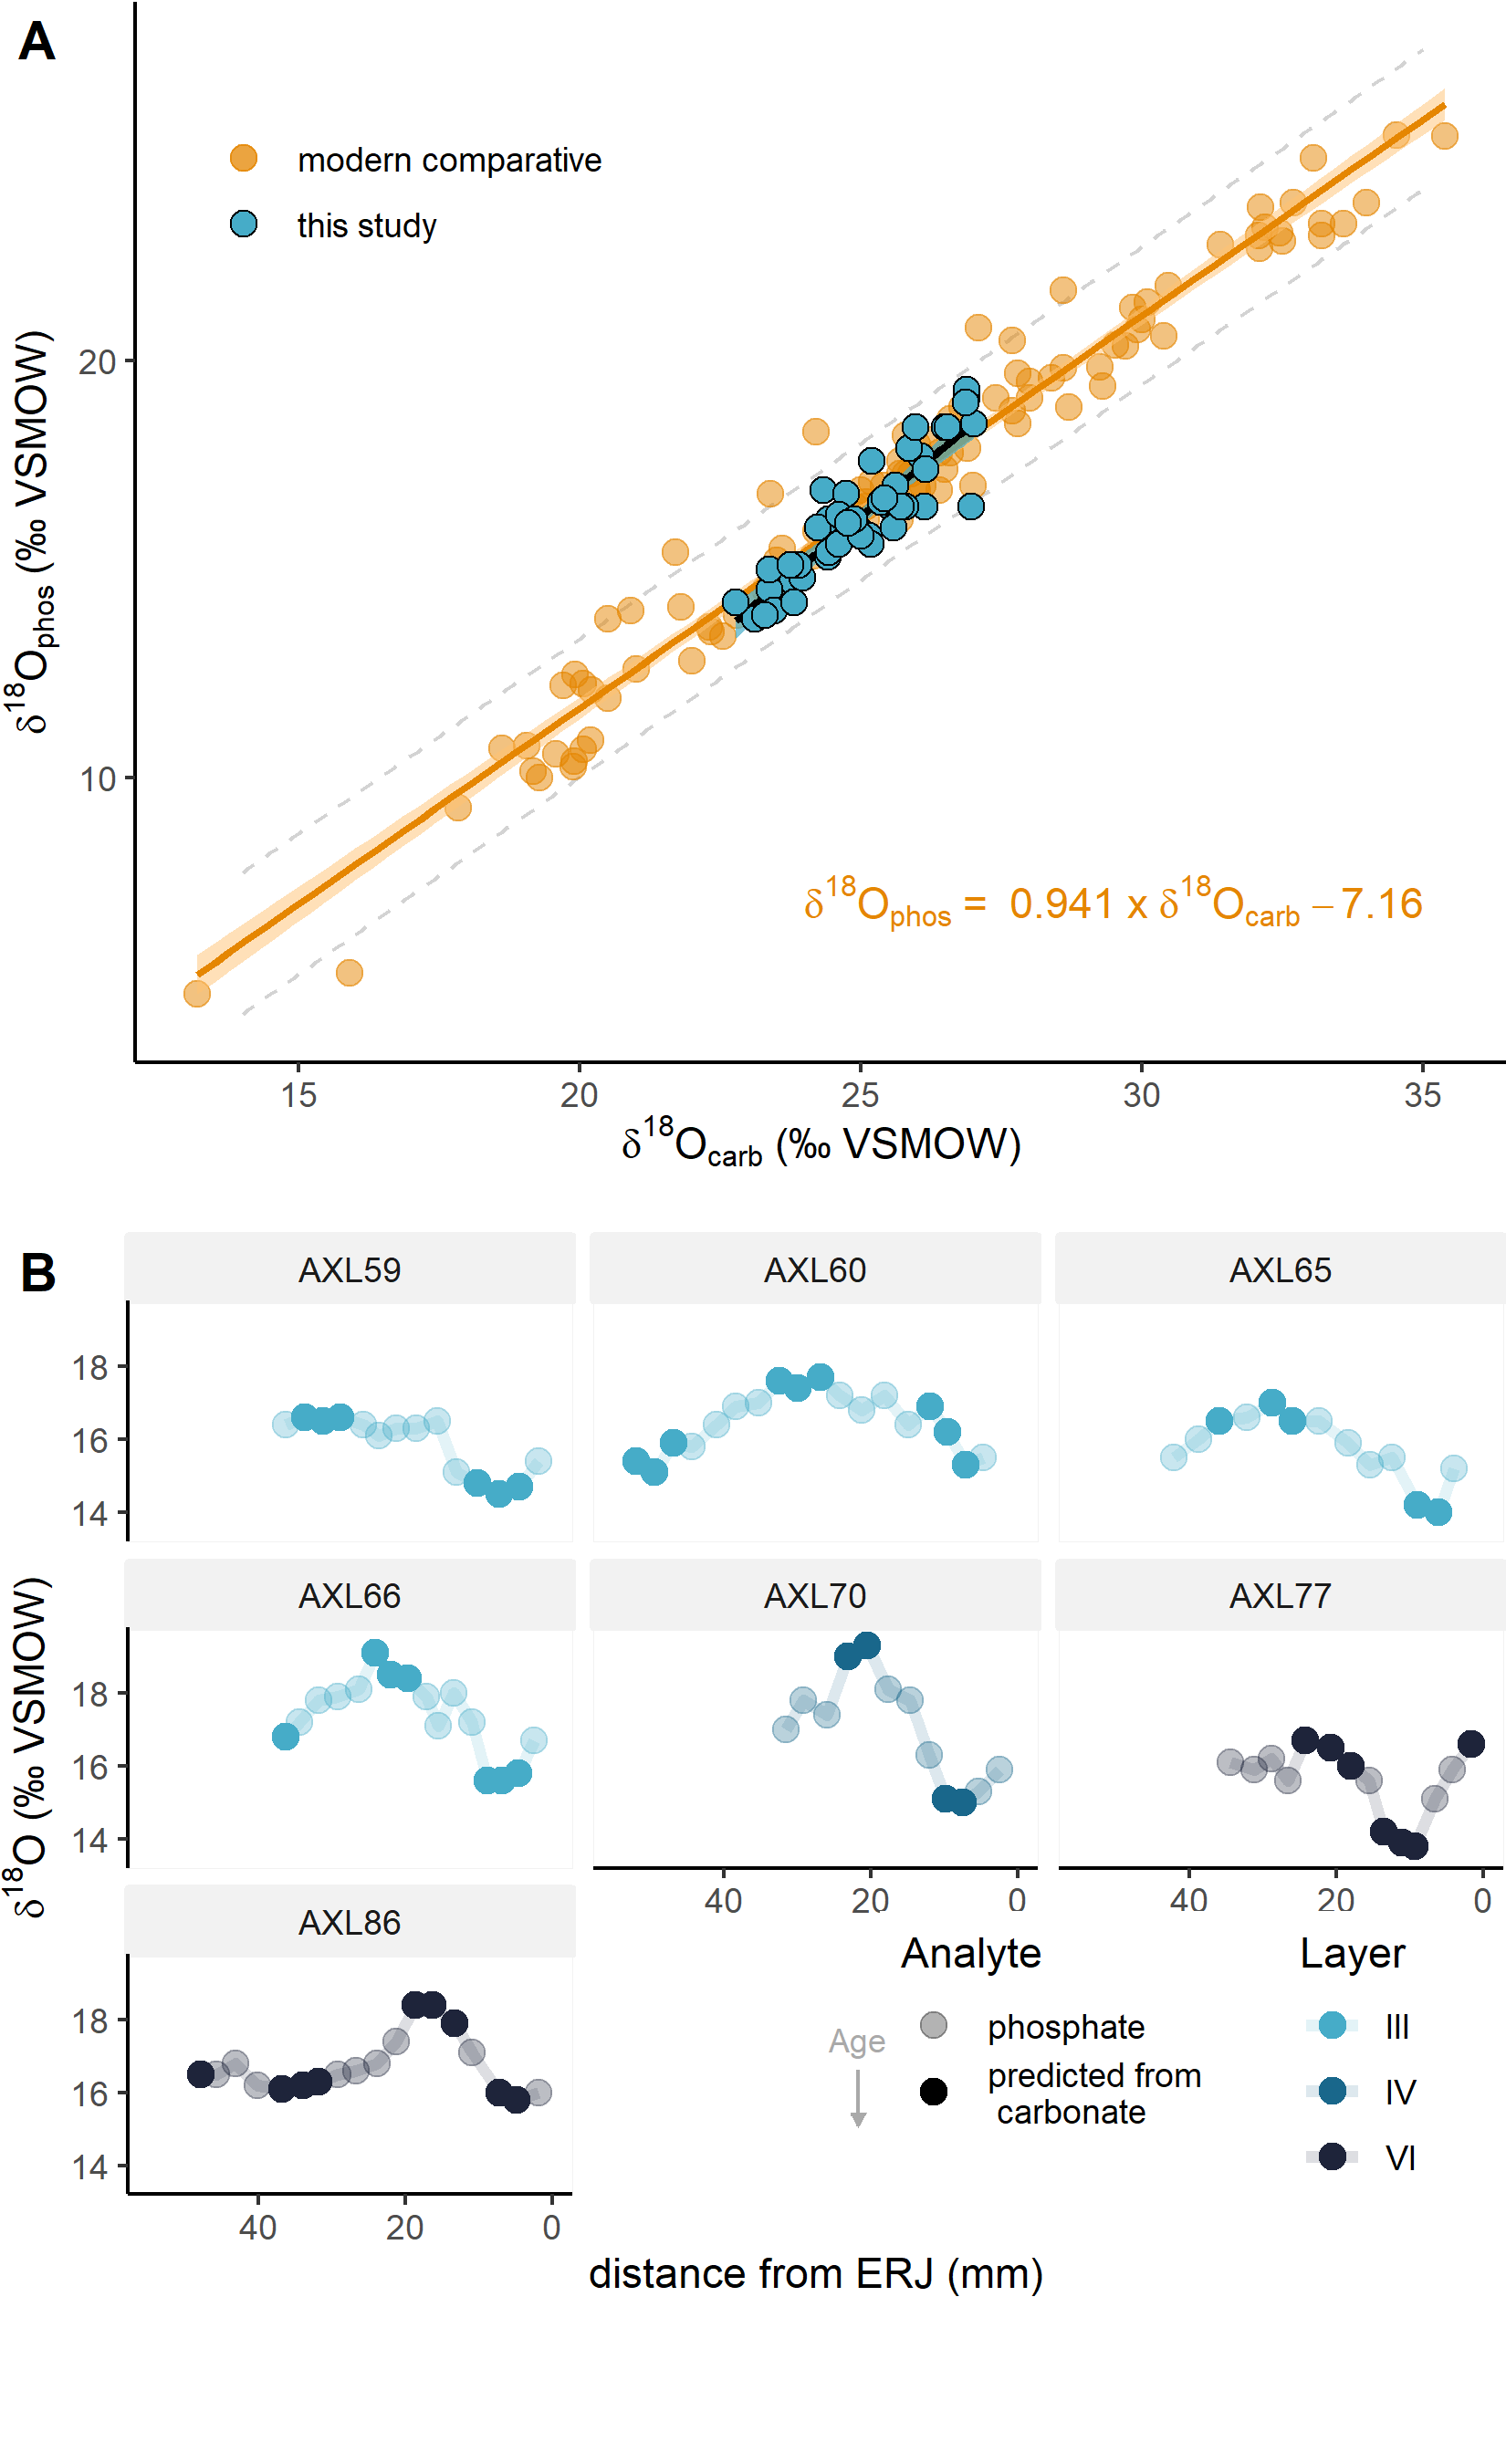 A
modern comparative
this study
δ¹⁸Ophos (‰ VSMOW)
20
10
δ¹⁸Ophos = 0.941 x δ¹⁸Ocarb − 7.16
15 20 25 30 35
δ¹⁸Ocarb (‰ VSMOW)
B
AXL59 AXL60 AXL65
18
16
14
AXL66 AXL70 AXL77
δ¹⁸O (‰ VSMOW)
18
16
14
40 20 0 40 20 0
AXL86
18
16
14
40 20 0
Analyte
phosphate
predicted from
carbonate
Age
Layer
III
IV
VI
distance from ERJ (mm)